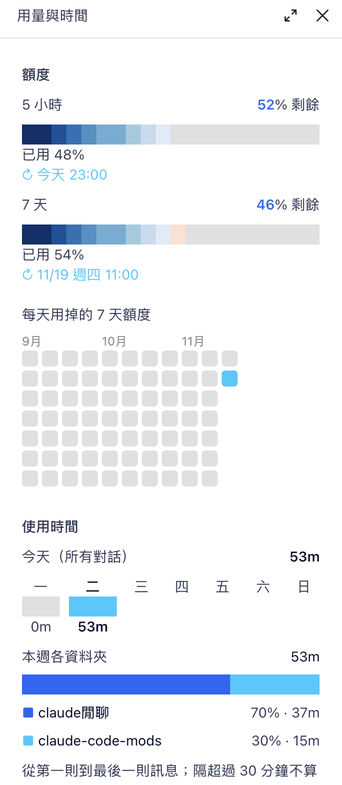 用量與時間
額度
5 小時 52% 剩餘
已用 48%
今天 23:00
7 天 46% 剩餘
已用 54%
11/19 週四 11:00
每天用掉的 7 天額度
9月 10月 11月
使用時間
今天（所有對話） 53m
一 二 三 四 五 六 日
0m 53m
本週各資料夾 53m
claude閒聊 70% · 37m
claude-code-mods 30% · 15m
從第一則到最後一則訊息；隔超過 30 分鐘不算